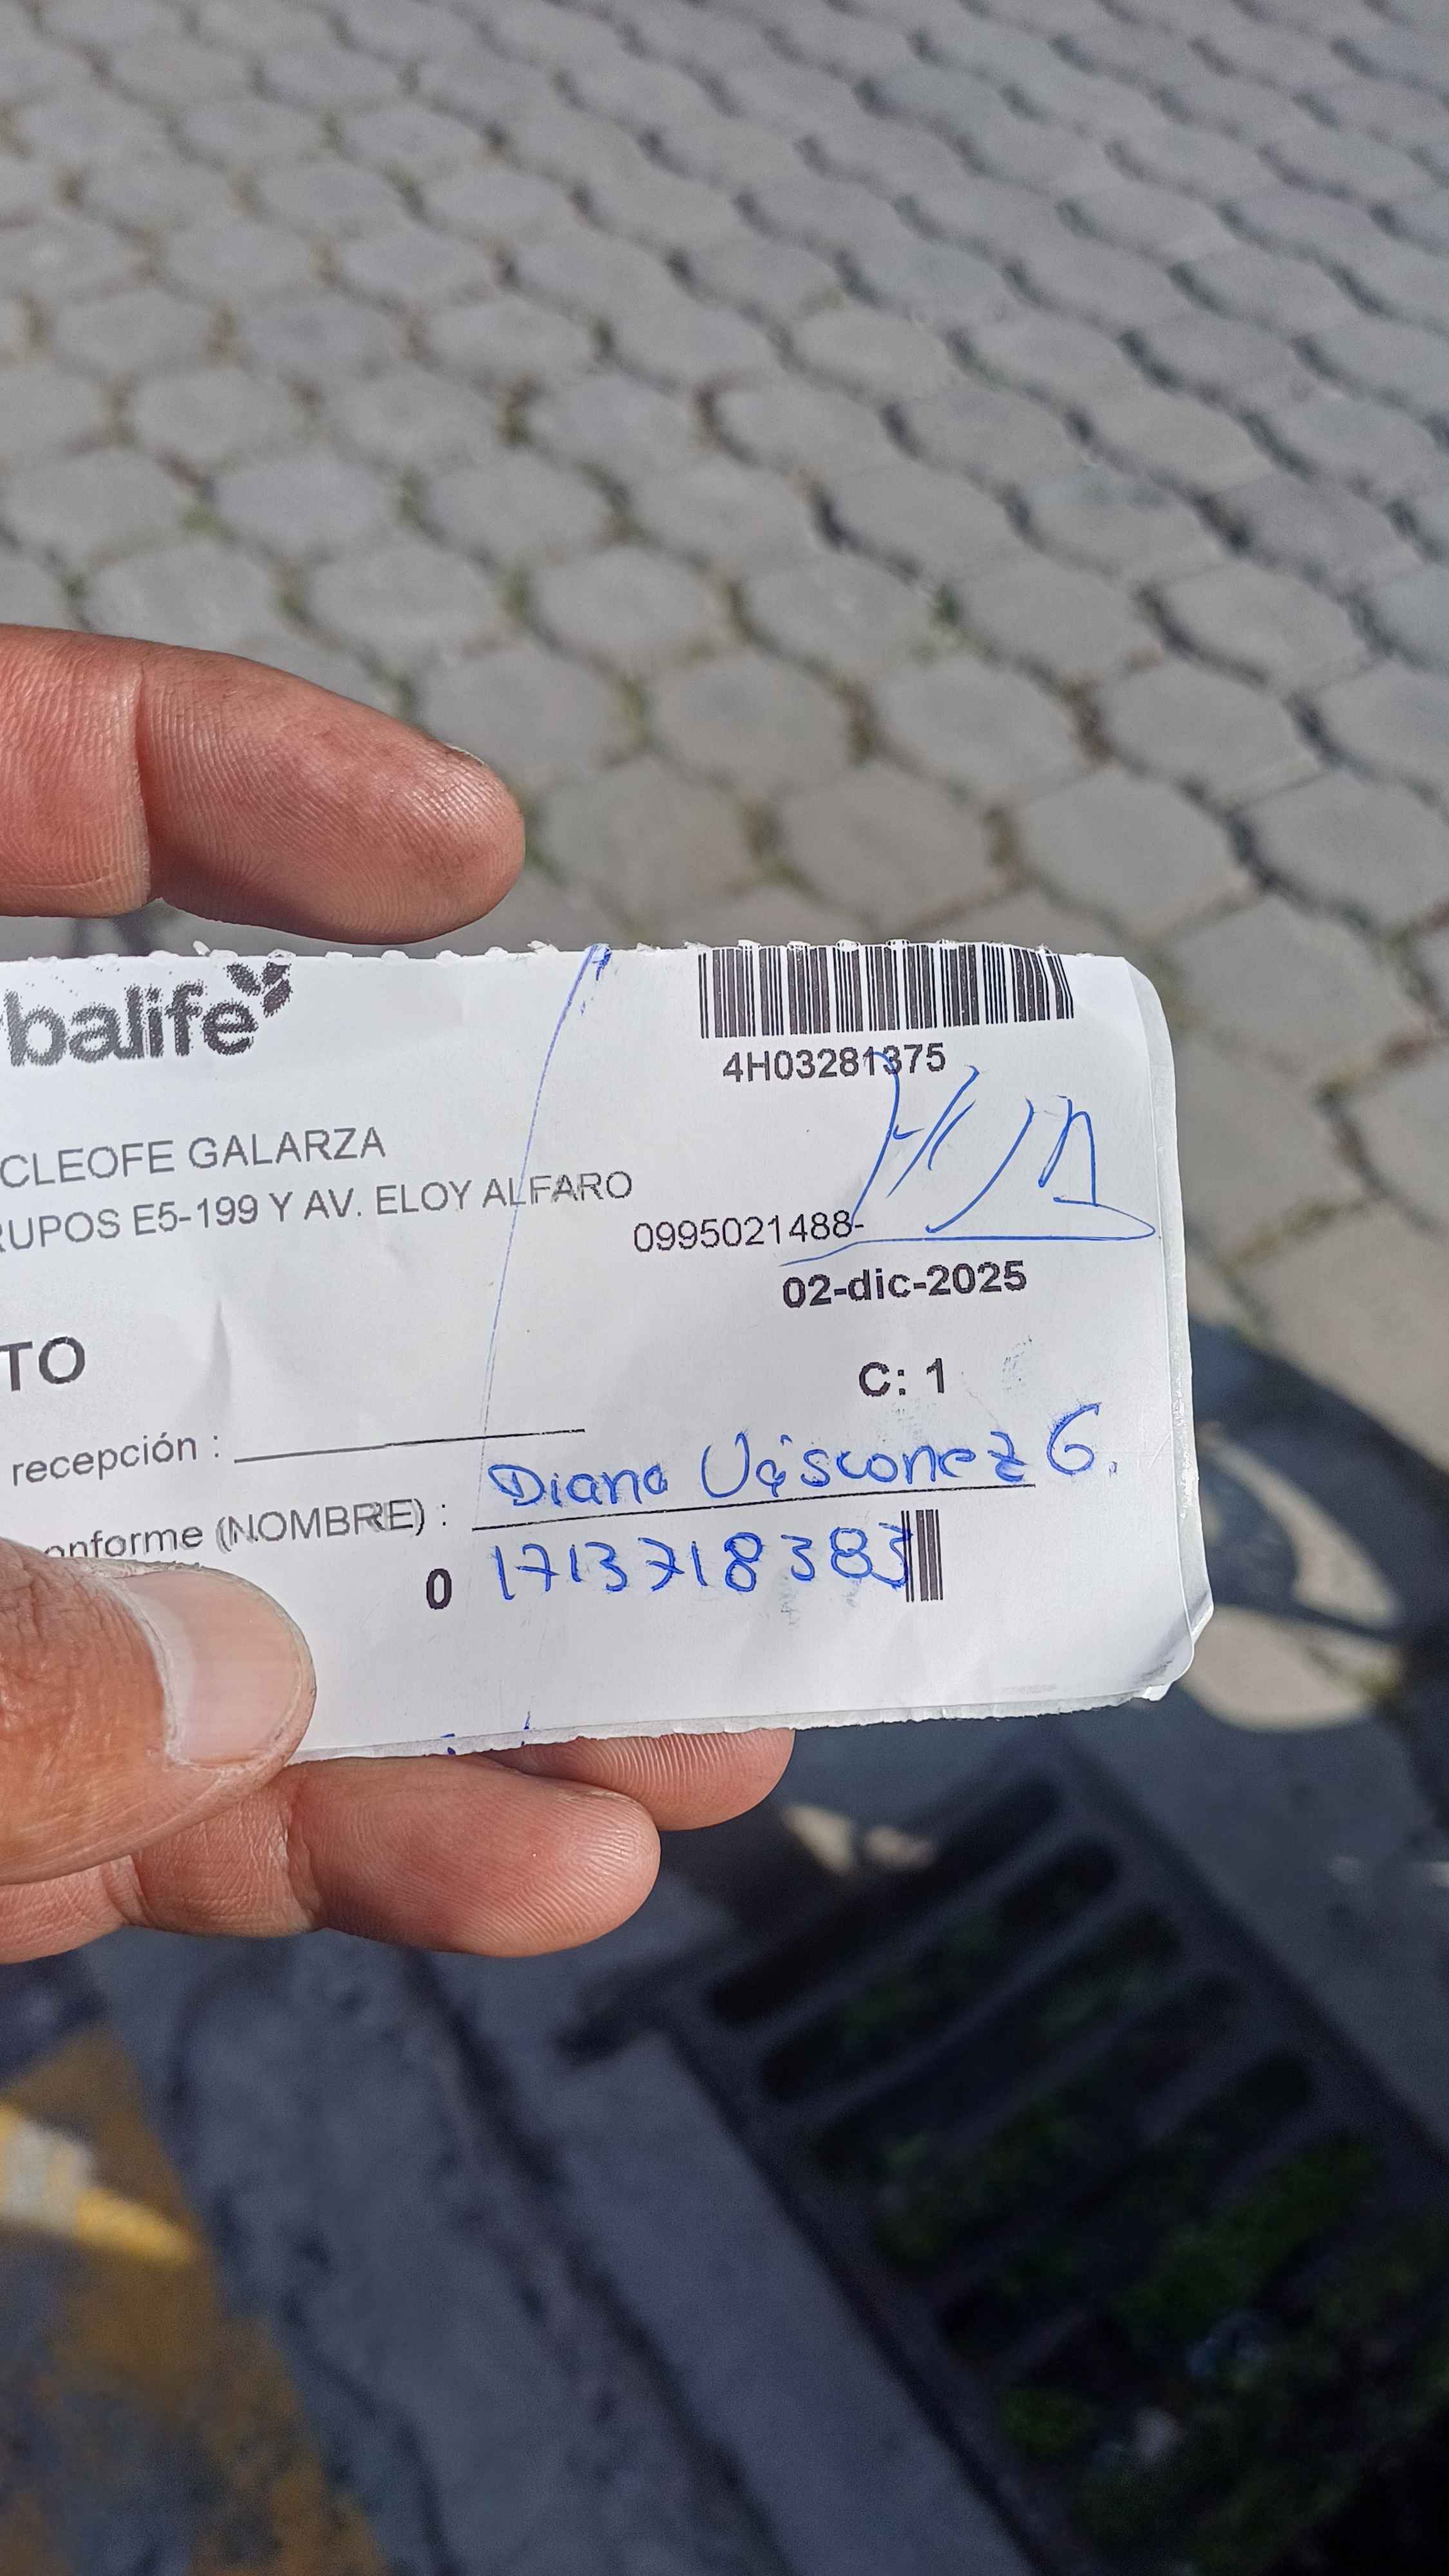 balife
4H03281375
CLEOFE GALARZA
RUPOS E5-199 Y AV. ELOY ALFARO
0995021488-
02-dic-2025
TO
C: 1
recepción :
onforme (NOMBRE) : Diana Vásconez G.
0 1713718383